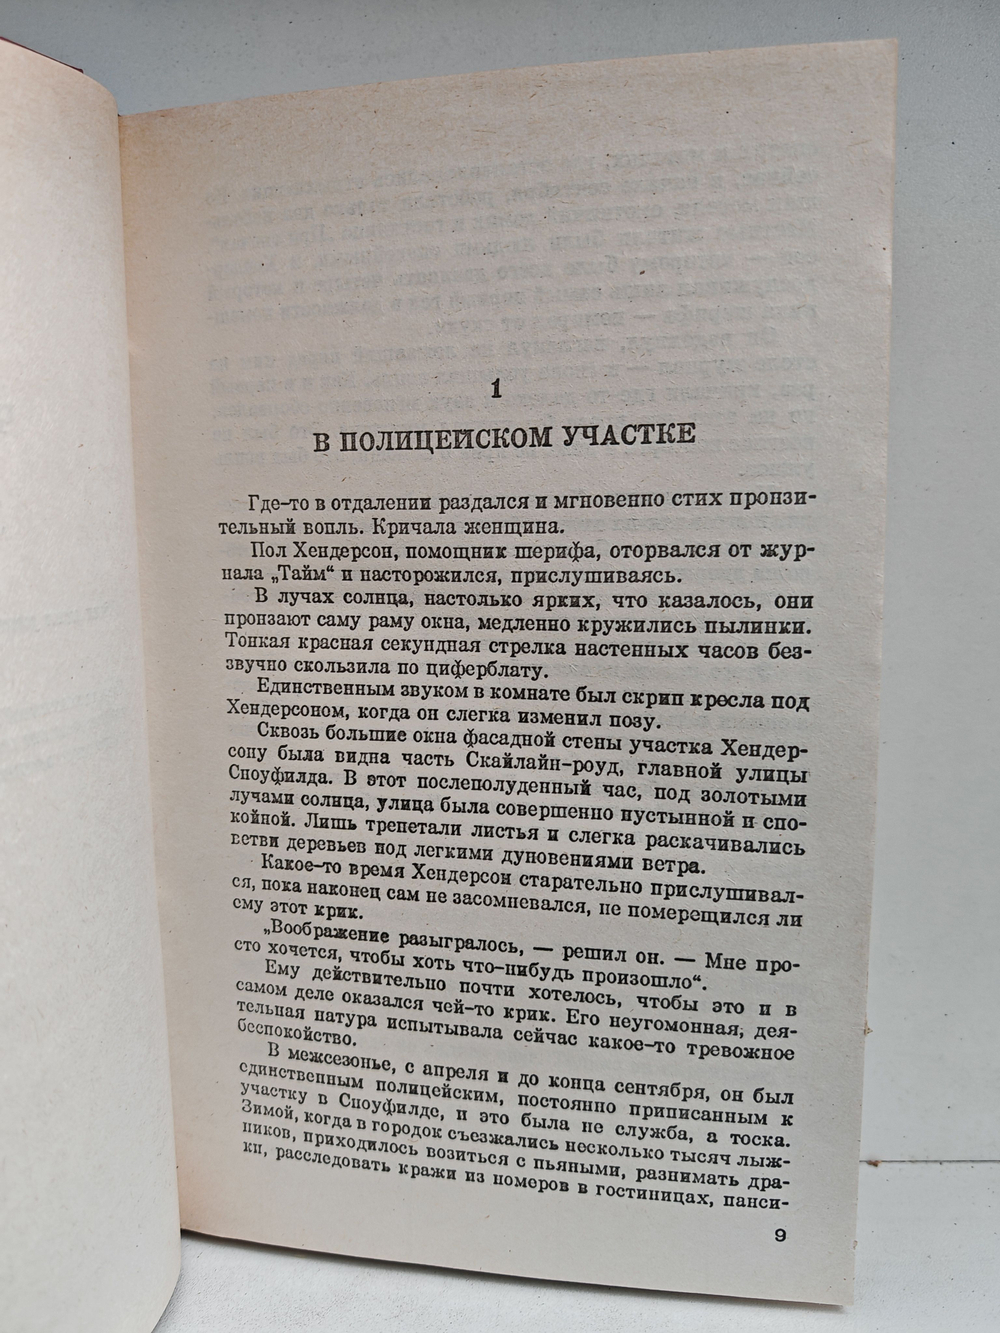 1
В ПОЛИЦЕЙСКОМ УЧАСТКЕ
Где-то в отдалении раздался и мгновенно стих пронзи-
тельный вопль. Кричала женщина.
Пол Хендерсон, помощник шерифа, оторвался от жур-
нала „Тайм“ и насторожился, прислушиваясь.
В лучах солнца, настолько ярких, что казалось, они
пронзают саму раму окна, медленно кружились пылинки.
Тонкая красная секундная стрелка настенных часов без-
звучно скользила по циферблату.
Единственным звуком в комнате был скрип кресла под
Хендерсоном, когда он слегка изменил позу.
Сквозь большие окна фасадной стены участка Хендер-
сону была видна часть Скайлайн-роуд, главной улицы
Сноуфилда. В этот послеполуденный час, под золотыми
лучами солнца, улица была совершенно пустынной и спо-
койной. Лишь трепетали листья и слегка раскачивались
ветви деревьев под легкими дуновениями ветра.
Какое-то время Хендерсон старательно прислушивал-
ся, пока наконец сам не засомневался, не померещился ли
ему этот крик.
„Воображение разыгралось, — решил он. — Мне про-
сто хочется, чтобы хоть что-нибудь произошло“.
Ему действительно почти хотелось, чтобы это и в
самом деле оказался чей-то крик. Его неугомонная, дея-
тельная натура испытывала сейчас какое-то тревожное
беспокойство.
В межсезонье, с апреля и до конца сентября, он был
единственным полицейским, постоянно приписанным к
участку в Сноуфилде, и это была не служба, а тоска.
Зимой, когда в городок съезжались несколько тысяч лыж-
ников, приходилось возиться с пьяными, разнимать дра-
ки, расследовать кражи из номеров в гостиницах, панси-
9